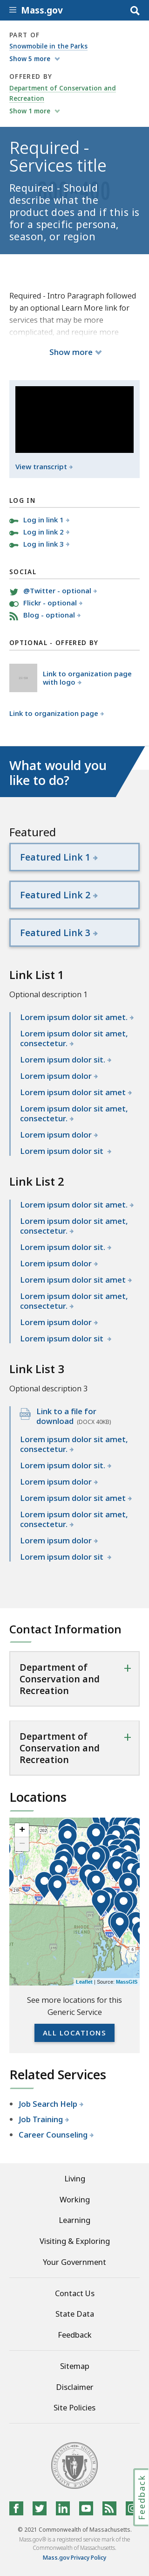 Mass.gov
PART OF
Snowmobile in the Parks
Show 5 more
OFFERED BY
Department of Conservation and
Recreation
Show 1 more
Required -
Services title
Required - Should
describe what the
product does and if this is
for a specific persona,
season, or region
Required - Intro Paragraph followed
by an optional Learn more link for
services that may be more
complicated, and require more
Show more
View transcript
LOG IN
Log in link 1
Log in link 2
Log in link 3
SOCIAL
@Twitter - optional
Flickr - optional
Blog - optional
OPTIONAL - OFFERED BY
Link to organization page
with logo
Link to organization page
What would you
like to do?
Featured
Featured Link 1
Featured Link 2
Featured Link 3
Link List 1
Optional description 1
Lorem ipsum dolor sit amet.
Lorem ipsum dolor sit amet,
consectetur.
Lorem ipsum dolor sit.
Lorem ipsum dolor
Lorem ipsum dolor sit amet
Lorem ipsum dolor sit amet,
consectetur.
Lorem ipsum dolor
Lorem ipsum dolor sit
Link List 2
Lorem ipsum dolor sit amet.
Lorem ipsum dolor sit amet,
consectetur.
Lorem ipsum dolor sit.
Lorem ipsum dolor
Lorem ipsum dolor sit amet
Lorem ipsum dolor sit amet,
consectetur.
Lorem ipsum dolor
Lorem ipsum dolor sit
Link List 3
Optional description 3
Link to a file for
download (DOCX 40KB)
Lorem ipsum dolor sit amet,
consectetur.
Lorem ipsum dolor sit.
Lorem ipsum dolor
Lorem ipsum dolor sit amet
Lorem ipsum dolor sit amet,
consectetur.
Lorem ipsum dolor
Lorem ipsum dolor sit
Contact Information
Department of
Conservation and
Recreation
+
Department of
Conservation and
Recreation
+
Locations
+
202
Leaflet | Source: MassGIS
See more locations for this
Generic Service
ALL LOCATIONS
Related Services
Job Search Help
Job Training
Career Counseling
Living
Working
Learning
Visiting & Exploring
Your Government
Contact Us
State Data
Feedback
Sitemap
Disclaimer
Site Policies
Feedback
© 2021 Commonwealth of Massachusetts.
Mass.gov® is a registered service mark of the
Commonwealth of Massachusetts.
Mass.gov Privacy Policy